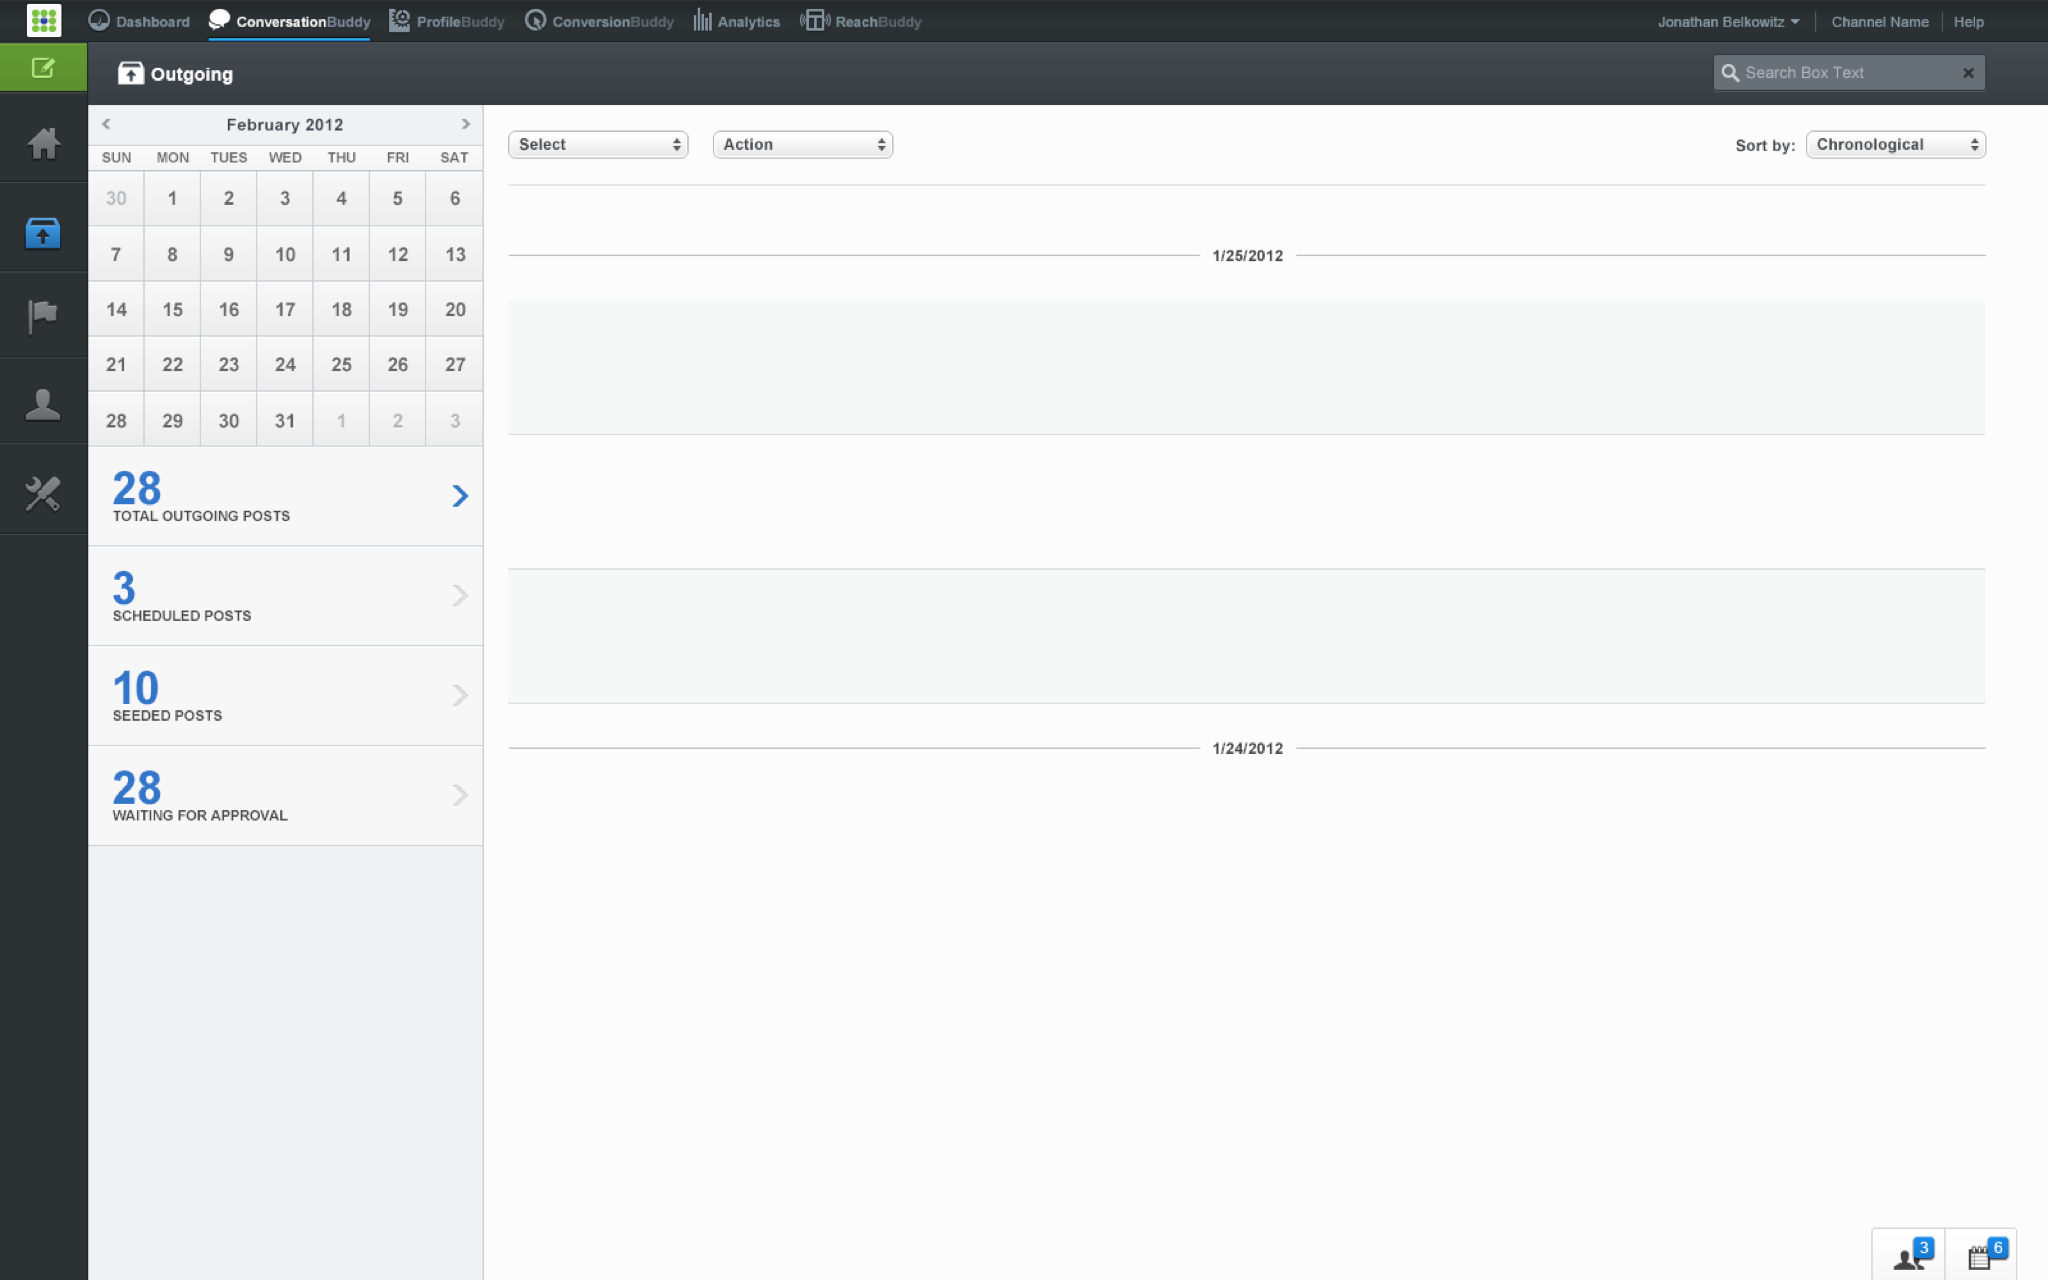 Dashboard ConversationBuddy ProfileBuddy ConversionBuddy Analytics ReachBuddy Jonathan Belkowitz Channel Name Help
Outgoing Search Box Text
February 2012
SUN MON TUES WED THU FRI SAT
30 1 2 3 4 5 6
7 8 9 10 11 12 13
14 15 16 17 18 19 20
21 22 23 24 25 26 27
28 29 30 31 1 2 3
28
TOTAL OUTGOING POSTS
3
SCHEDULED POSTS
10
SEEDED POSTS
28
WAITING FOR APPROVAL
Select Action Sort by: Chronological
1/25/2012
1/24/2012
3 6